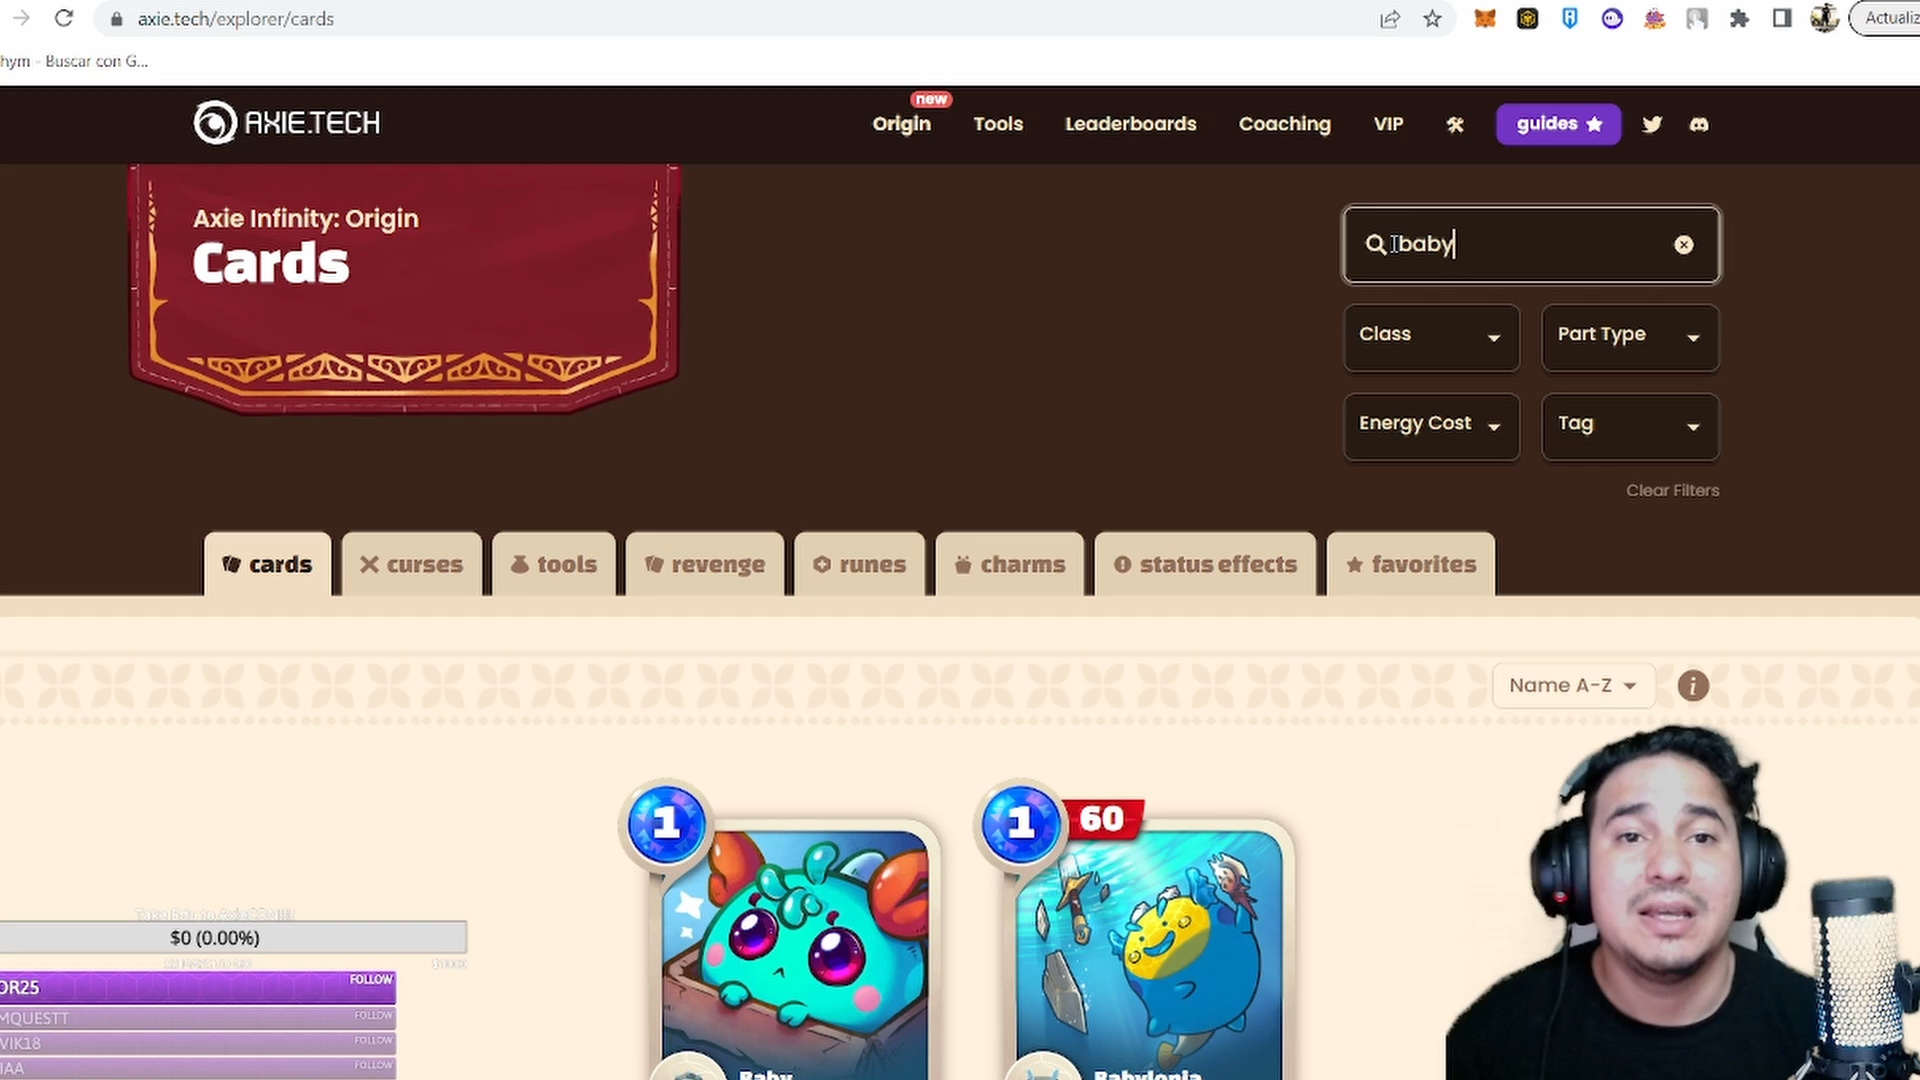 axie.tech/explorer/cards
Actualiz
hym - Buscar con G...
AXIE.TECH
new
Origin
Tools
Leaderboards
Coaching
VIP
guides
Axie Infinity: Origin
Cards
baby
Class
Part Type
Energy Cost
Tag
Clear Filters
cards
curses
tools
revenge
runes
charms
status effects
favorites
Name A-Z
1
1
60
$0 (0.00%)
OR25
FOLLOW
MQUESTT
FOLLOW
VIK18
FOLLOW
IAA
FOLLOW
Baby
Babylonia